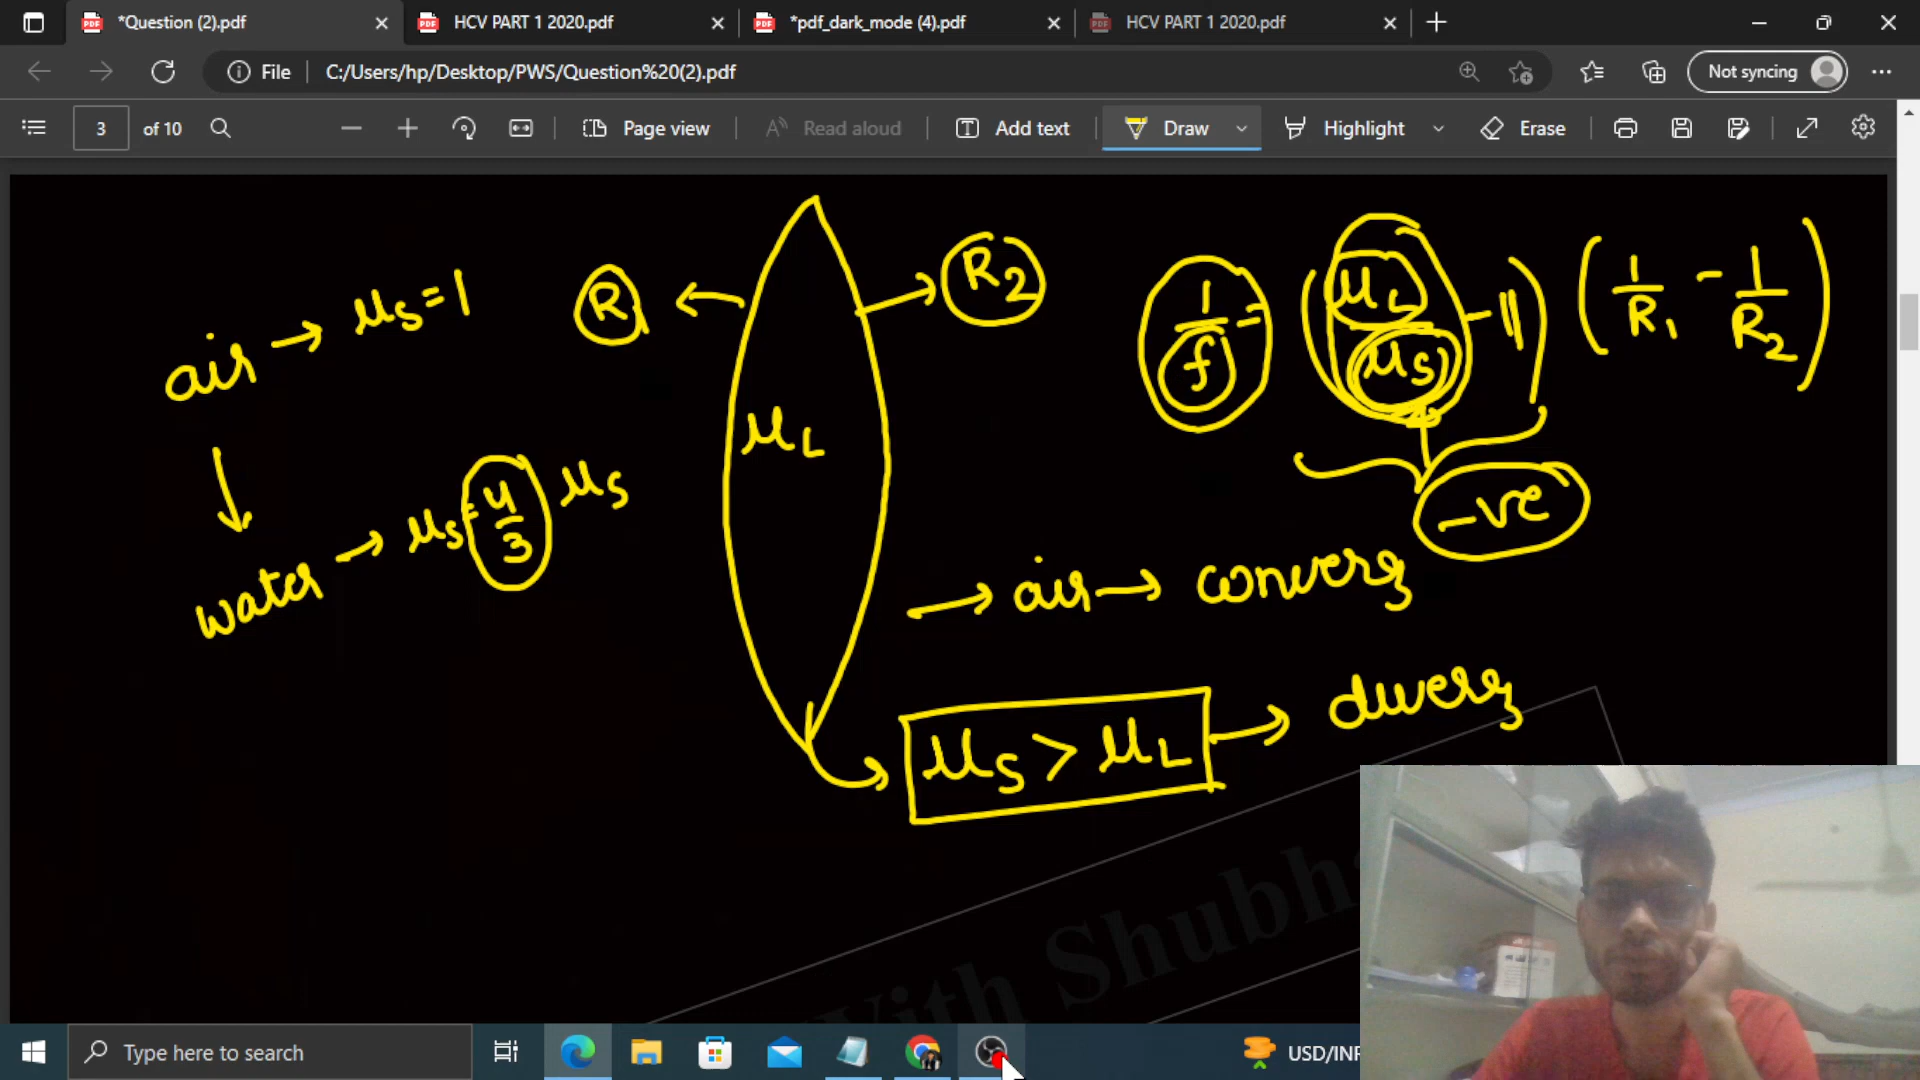 *Question (2).pdf
HCV PART 1 2020.pdf
*pdf_dark_mode (4).pdf
HCV PART 1 2020.pdf
File
C:/Users/hp/Desktop/PWS/Question%20(2).pdf
Not syncing
3 of 10
Page view
Read aloud
Add text
Draw
Highlight
Erase
air → μs = 1
R1
R2
1/f = (μL/μs - 1) (1/R1 - 1/R2)
μL
water → μs = 4/3 μs
-ve
→ air → converg
μs > μL → diverg
With Shubha
Type here to search
USD/INR